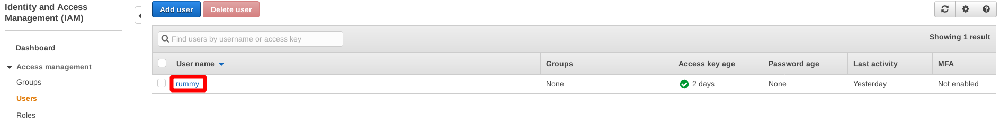 Identity and Access
Management (IAM)
Dashboard
Access management
Groups
Users
Roles
Add user
Delete user
Find users by username or access key
Showing 1 result
User name
Groups
Access key age
Password age
Last activity
MFA
rummy
None
2 days
None
Yesterday
Not enabled